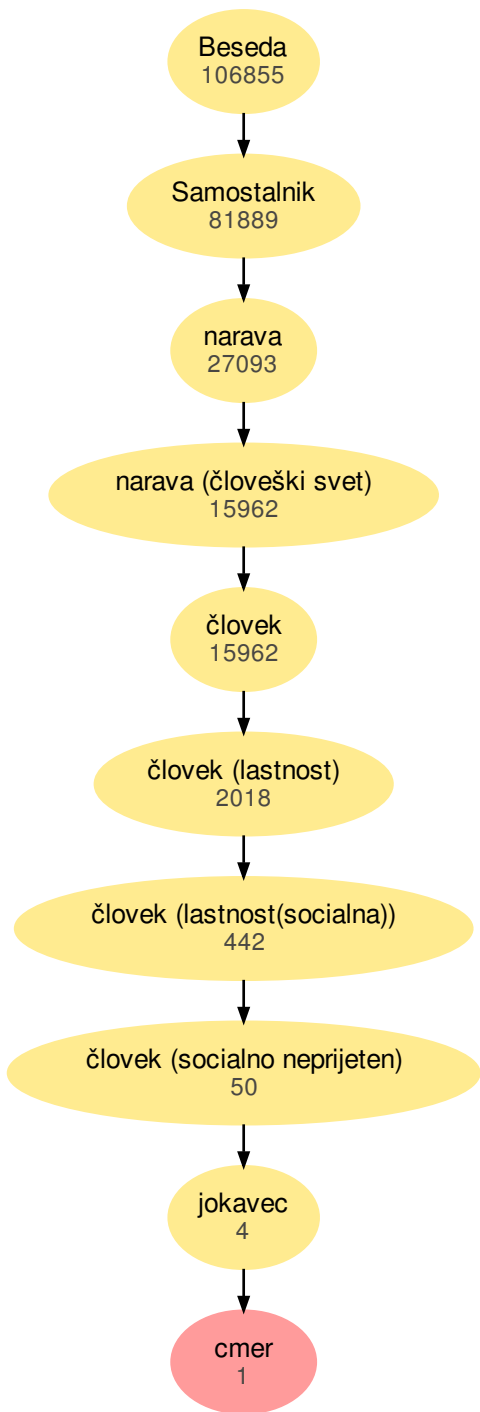 Beseda
106855
Samostalnik
81889
narava
27093
narava (človeški svet)
15962
človek
15962
človek (lastnost)
2018
človek (lastnost(socialna))
442
človek (socialno neprijeten)
50
jokavec
4
cmer
1